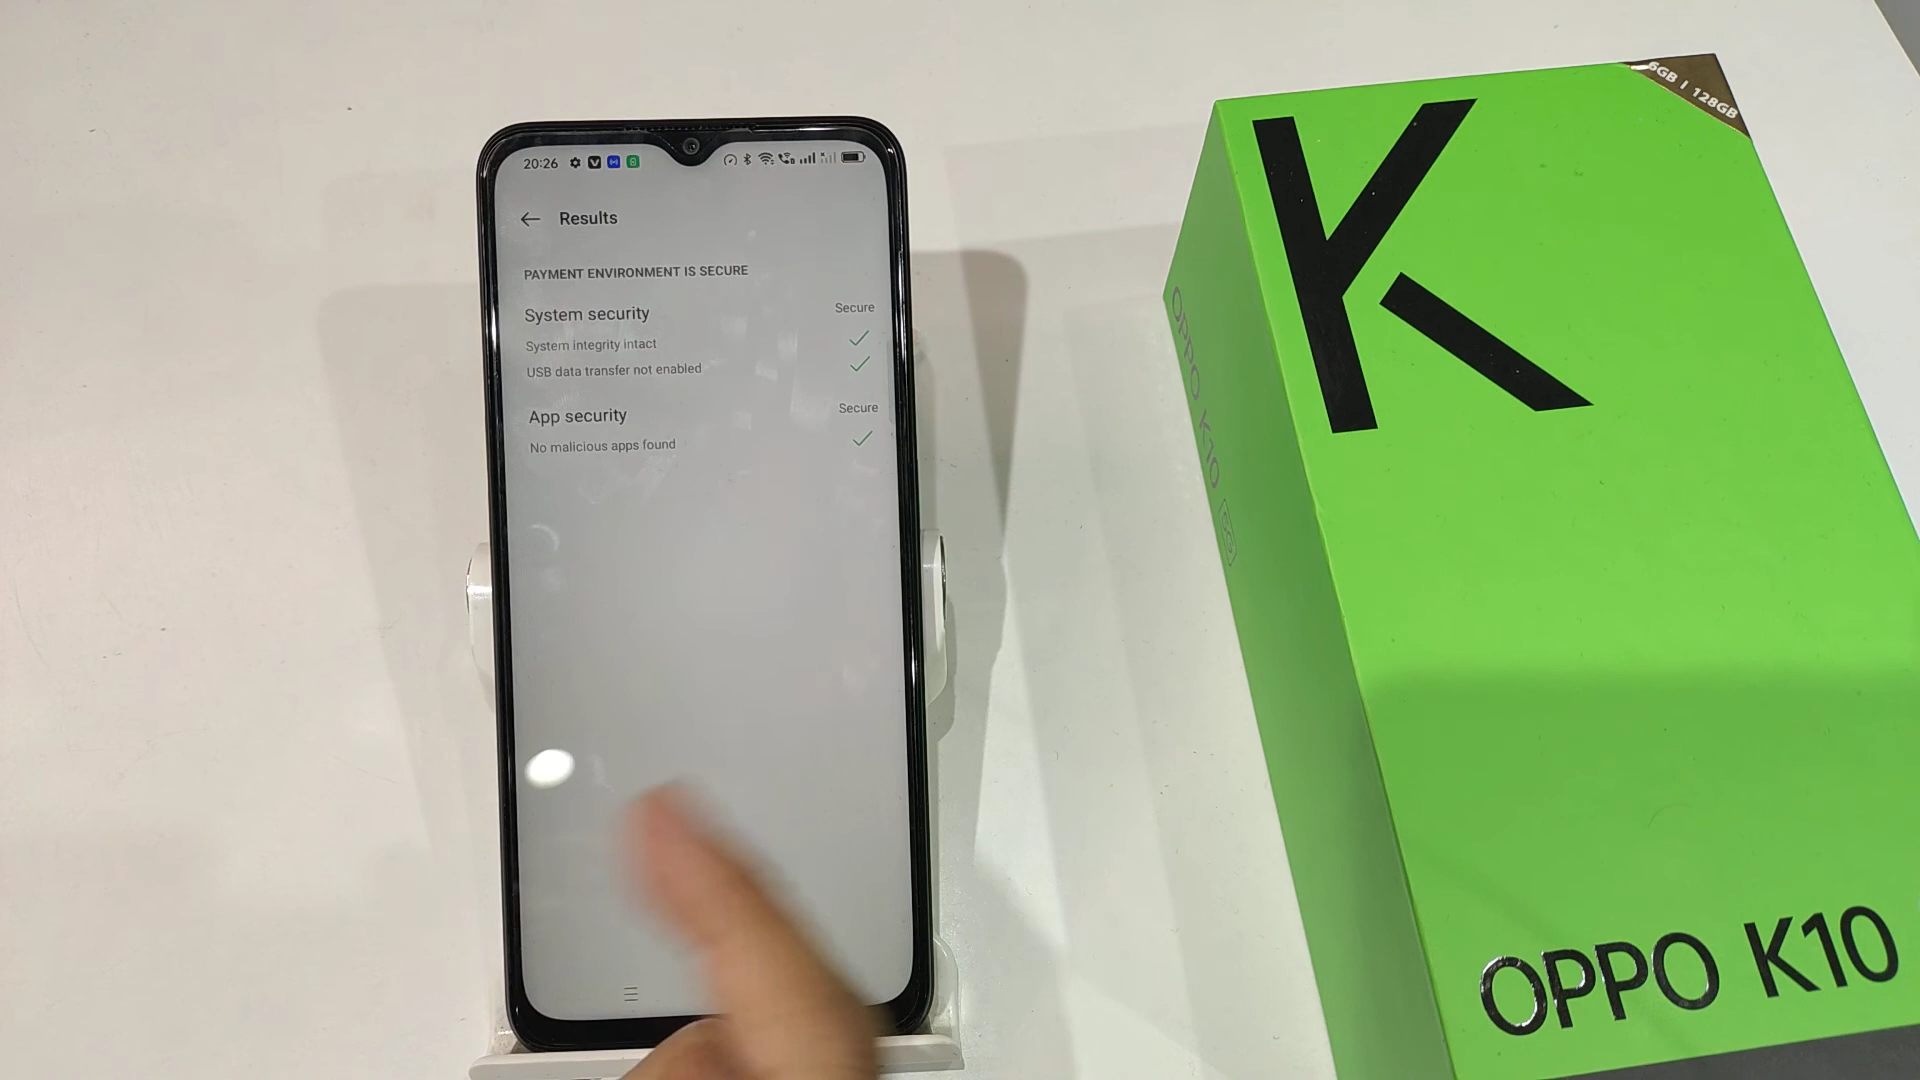 20:26
Results
PAYMENT ENVIRONMENT IS SECURE
System security Secure
System integrity intact
USB data transfer not enabled
App security Secure
No malicious apps found
6GB | 128GB
K
OPPO K10 5G
OPPO K10